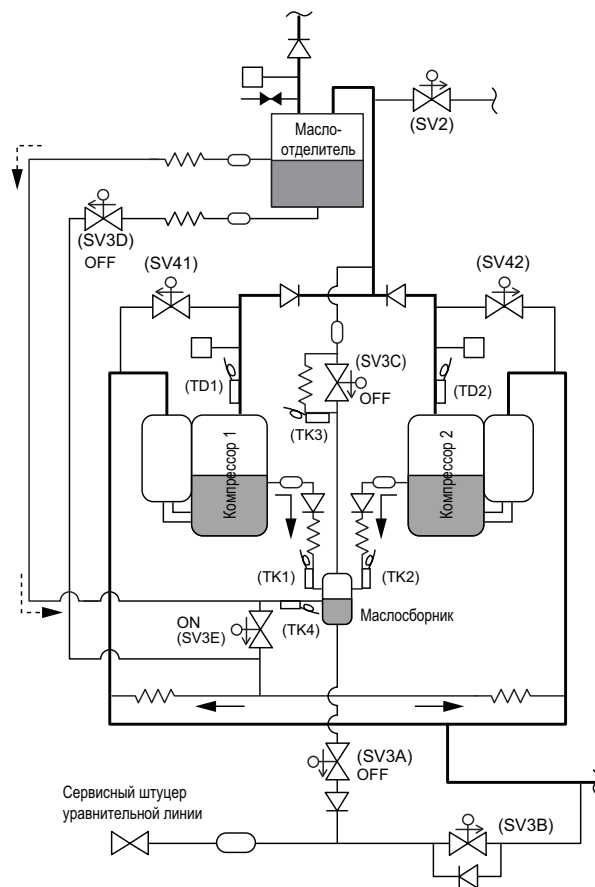 Масло-
отделитель
(SV2)
(SV3D)
OFF
(SV41)
(SV42)
(TD1)
(SV3C)
OFF
(TD2)
(TK3)
Компрессор 1
Компрессор 2
(TK1)
(TK2)
ON
(SV3E)
(TK4)
Маслосборник
(SV3A)
OFF
Сервисный штуцер
уравнительной линии
(SV3B)